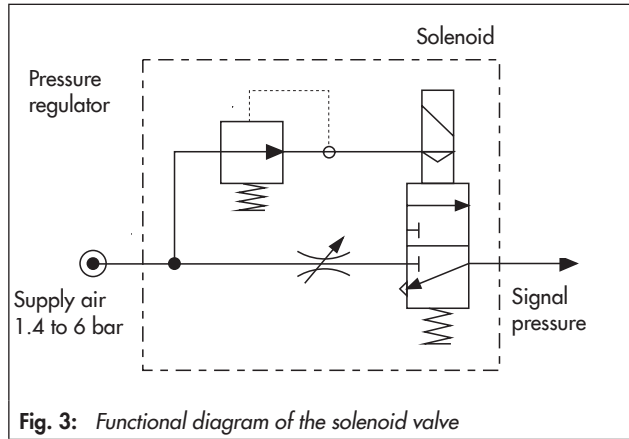 Solenoid
Pressure
regulator
Supply air
1.4 to 6 bar
Signal
pressure
Fig. 3: Functional diagram of the solenoid valve